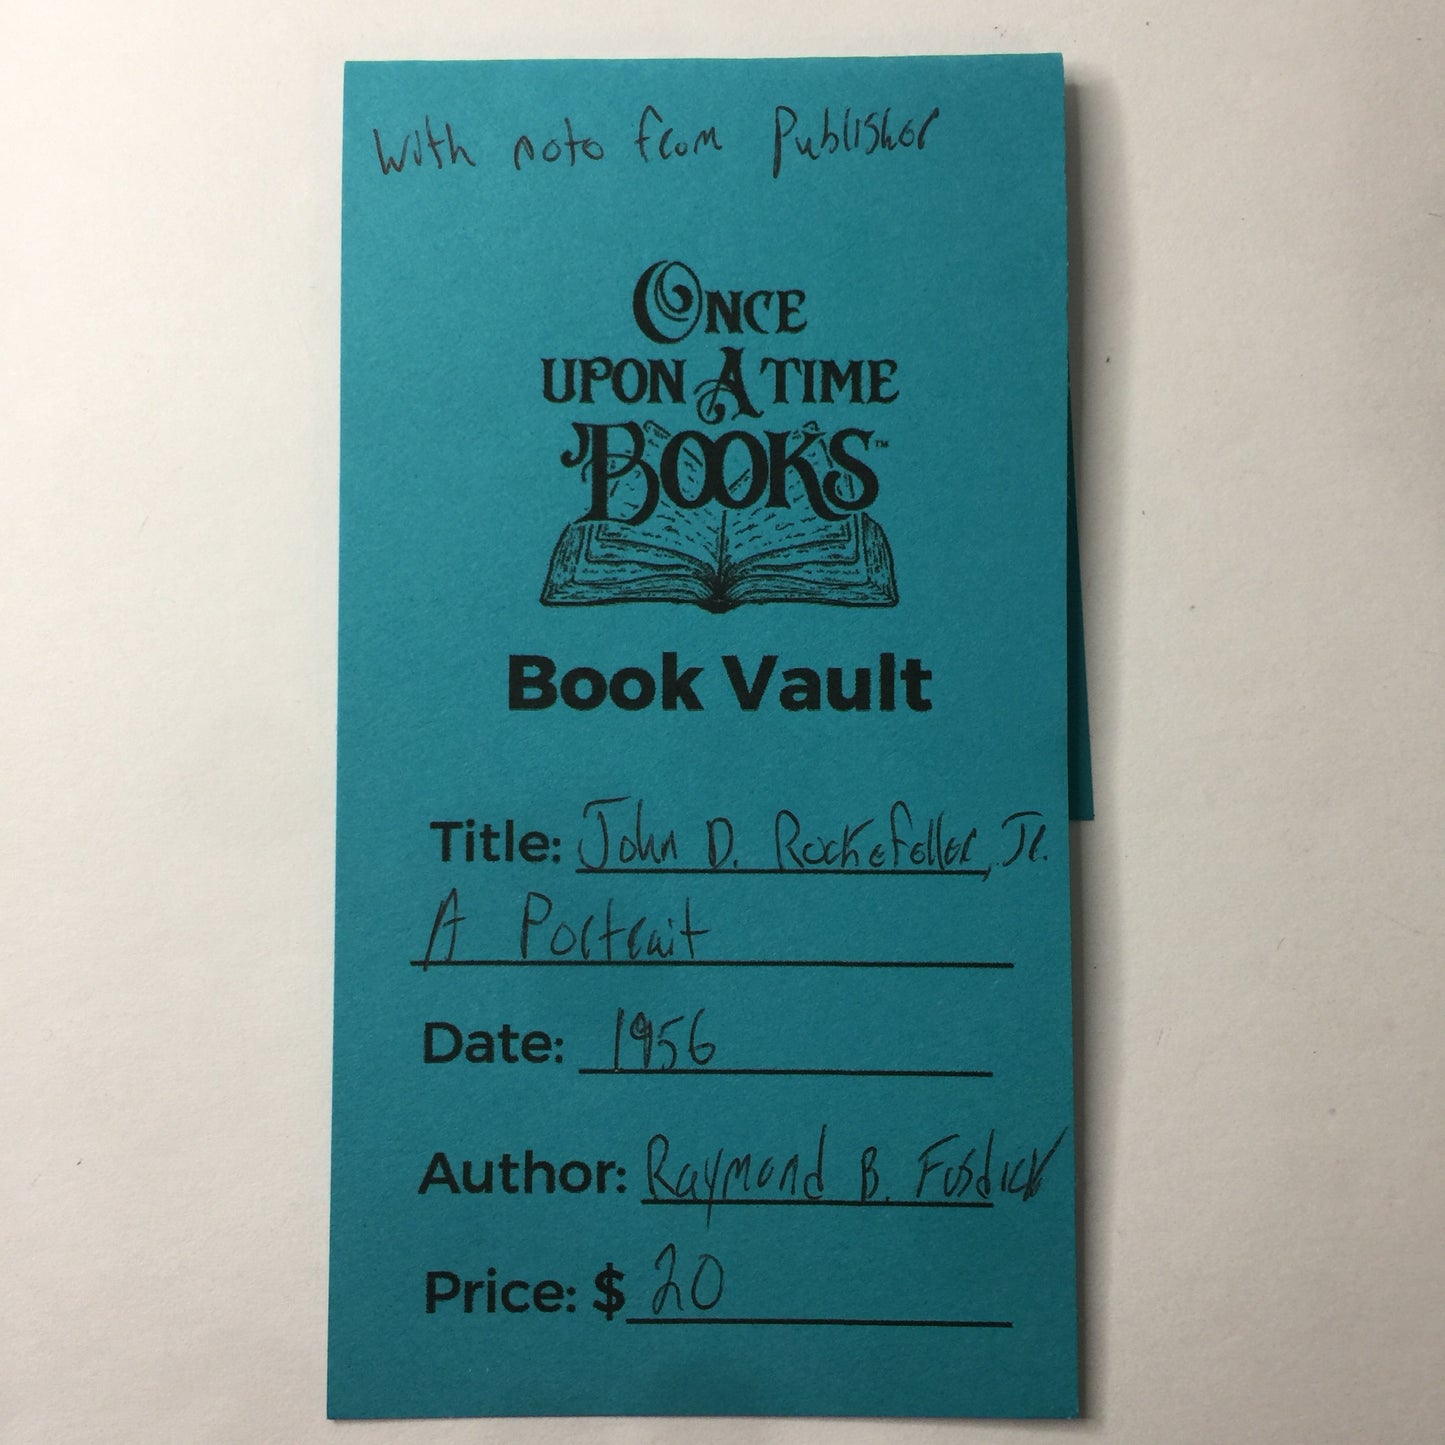 With note from Publisher
ONCE
UPON A TIME
BOOKS™
Book Vault
Title: John D. Rockefeller, Jr.
A Portrait
Date: 1956
Author: Raymond B. Fosdick
Price: $ 20